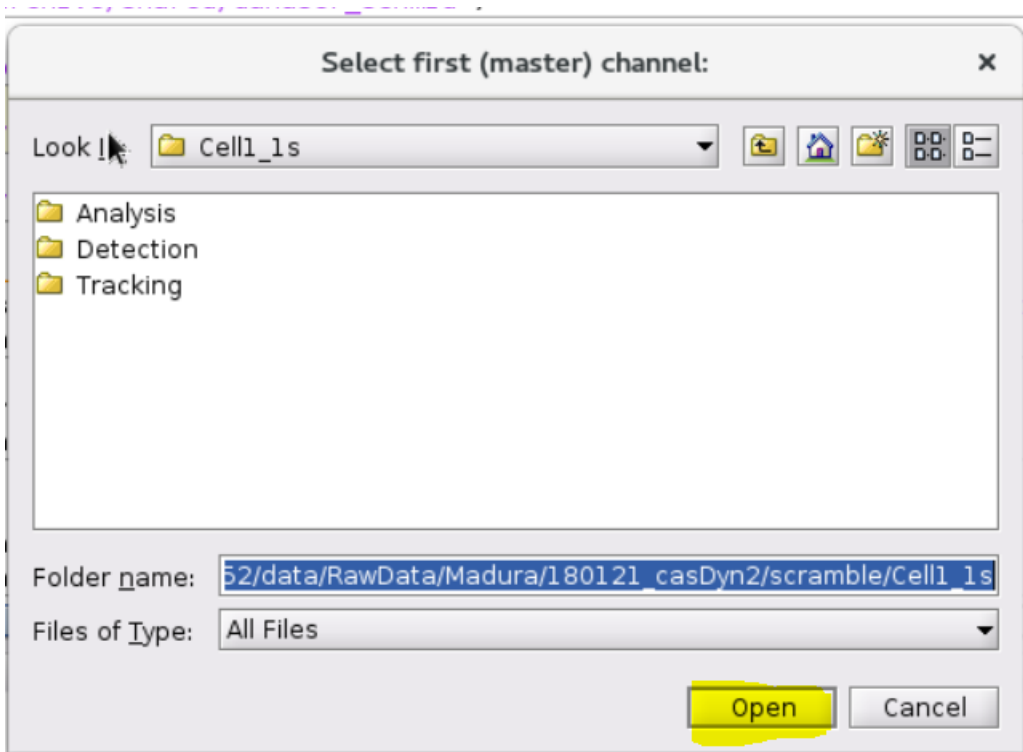 Select first (master) channel:
Look Cell1_1s
Analysis
Detection
Tracking
Folder name: 52/data/RawData/Madura/180121_casDyn2/scramble/Cell1_1s
Files of Type: All Files
Open Cancel